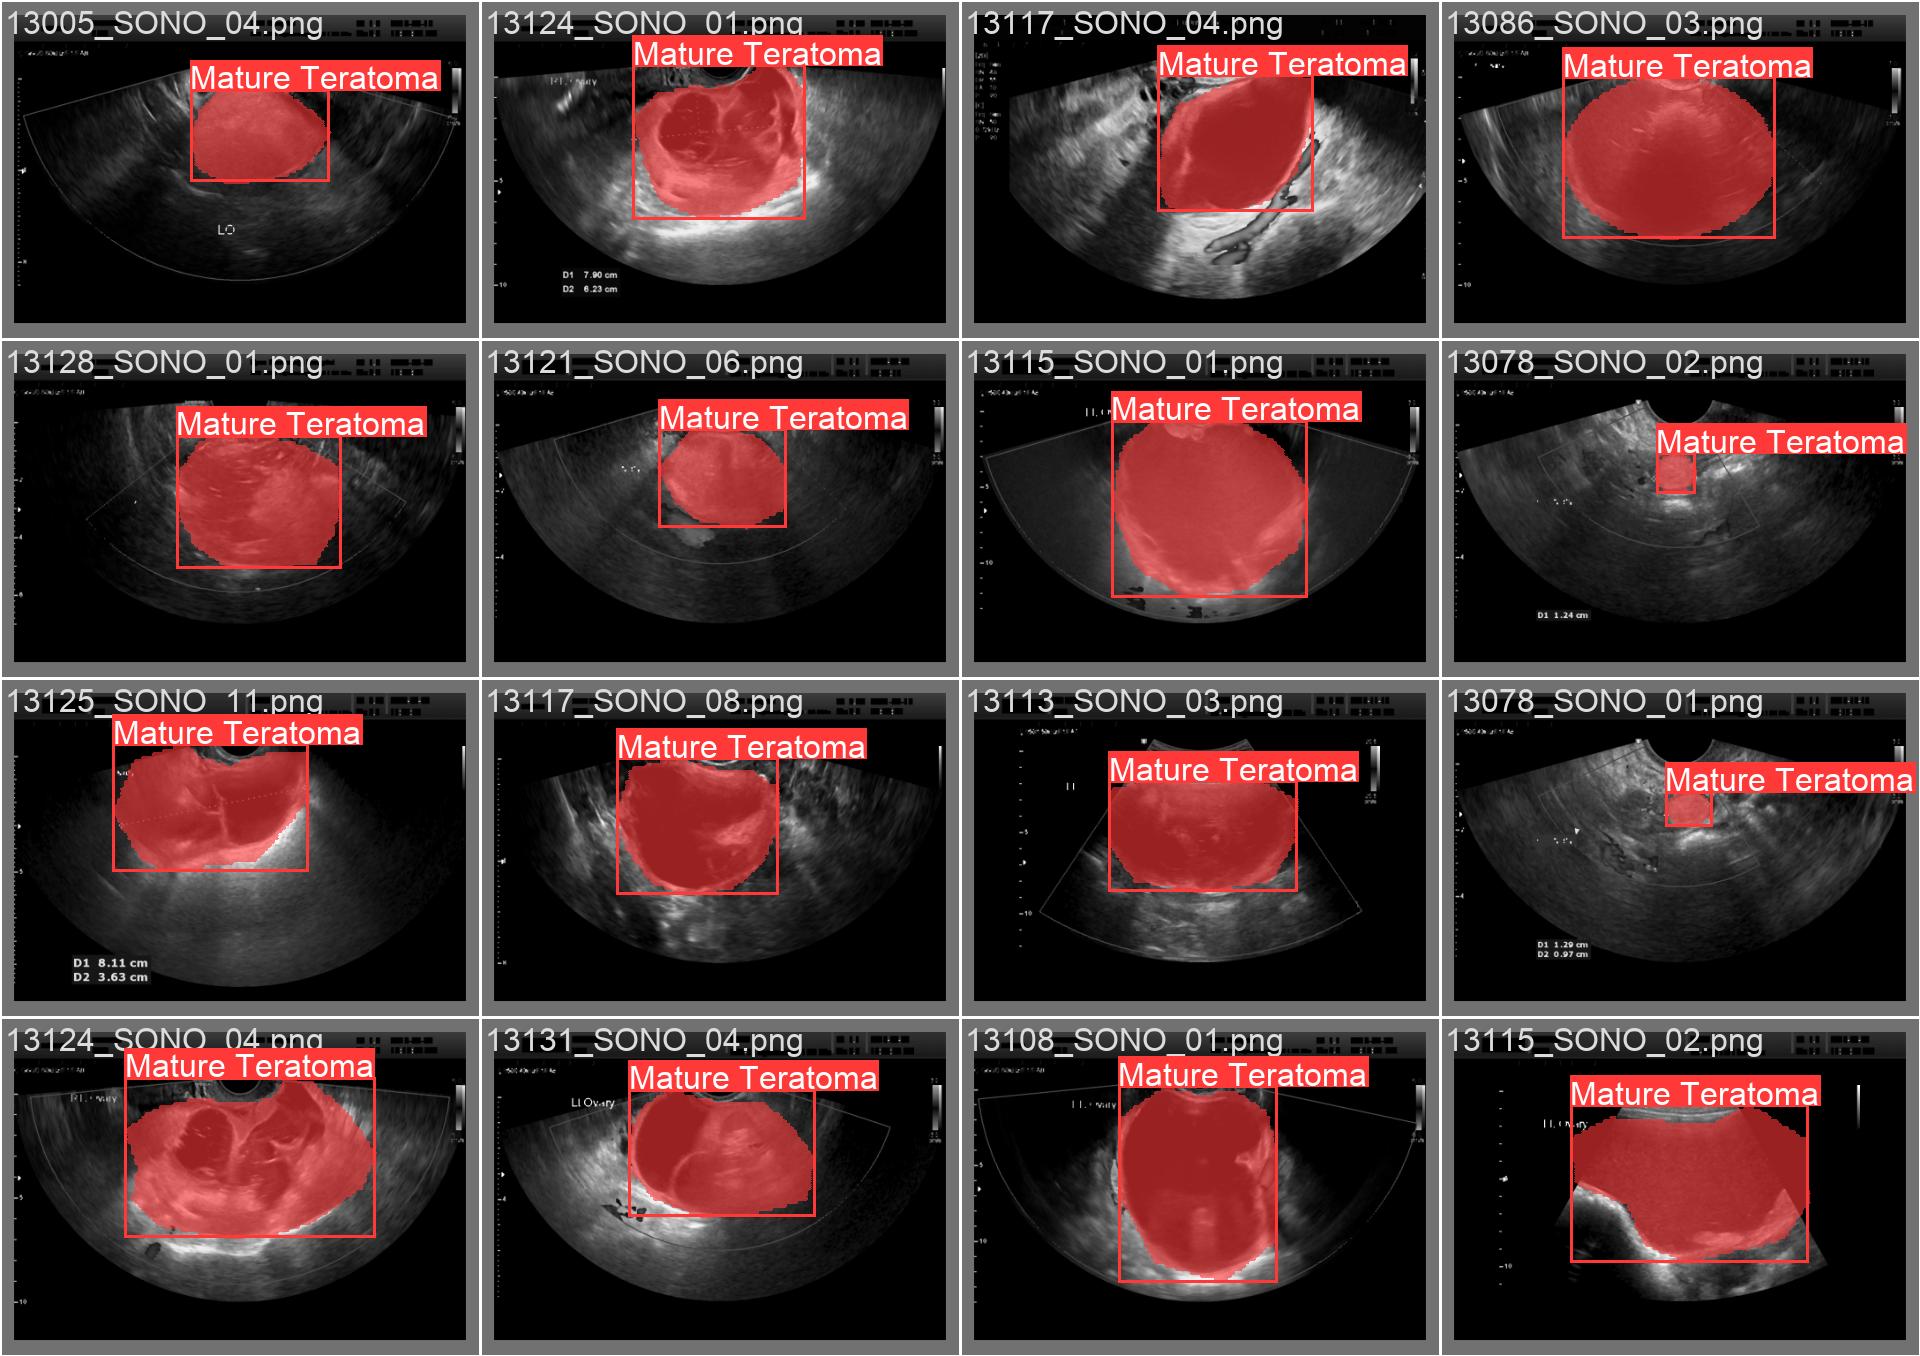 13005_SONO_04.png
Mature Teratoma
LO
13124_SONO_01.png
Mature Teratoma
D1 7.90 cm
D2 6.23 cm
13117_SONO_04.png
Mature Teratoma
13086_SONO_03.png
Mature Teratoma
13128_SONO_01.png
Mature Teratoma
13121_SONO_06.png
Mature Teratoma
13115_SONO_01.png
Mature Teratoma
13078_SONO_02.png
Mature Teratoma
D1 1.24 cm
13125_SONO_11.png
Mature Teratoma
D1 8.11 cm
D2 3.63 cm
13117_SONO_08.png
Mature Teratoma
13113_SONO_03.png
Mature Teratoma
13078_SONO_01.png
Mature Teratoma
D1 1.29 cm
D2 0.97 cm
13124_SONO_04.png
Mature Teratoma
13131_SONO_04.png
Mature Teratoma
Lt Ovary
13108_SONO_01.png
Mature Teratoma
13115_SONO_02.png
Mature Teratoma